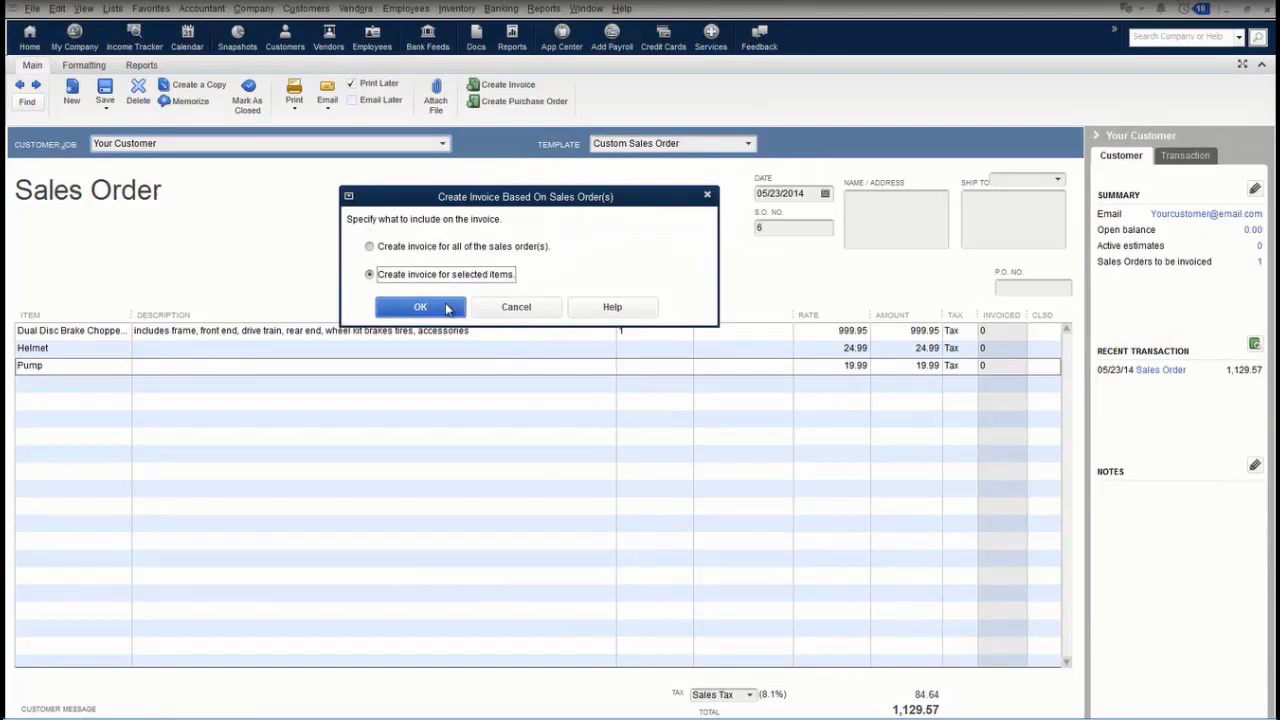 File Edit View Lists Favorites Accountant Company Customers Vendors Employees Inventory Banking Reports Window Help
10
Home My Company Income Tracker Calendar Snapshots Customers Vendors Employees Bank Feeds Docs Reports App Center Add Payroll Credit Cards Services Feedback
Search Company or Help
Main Formatting Reports
Find New Save Delete Create a Copy Memorize Mark As Closed Print Email Print Later Email Later Attach File Create Invoice Create Purchase Order
CUSTOMER:JOB Your Customer TEMPLATE Custom Sales Order
Sales Order
DATE
05/23/2014
S.O. NO.
6
NAME / ADDRESS
SHIP TO
P.O. NO.
Create Invoice Based On Sales Order(s)
Specify what to include on the invoice.
Create invoice for all of the sales order(s).
Create invoice for selected items.
OK Cancel Help
ITEM DESCRIPTION RATE AMOUNT TAX INVOICED CLSD
Dual Disc Brake Choppe... includes frame, front end, drive train, rear end, wheel kit brakes tires, accessories 1 999.95 999.95 Tax 0
Helmet 24.99 24.99 Tax 0
Pump 19.99 19.99 Tax 0
TAX Sales Tax (8.1%) 84.64
TOTAL 1,129.57
CUSTOMER MESSAGE
Your Customer
Customer Transaction
SUMMARY
Email Yourcustomer@email.com
Open balance 0.00
Active estimates 0
Sales Orders to be invoiced 1
RECENT TRANSACTION
05/23/14 Sales Order 1,129.57
NOTES